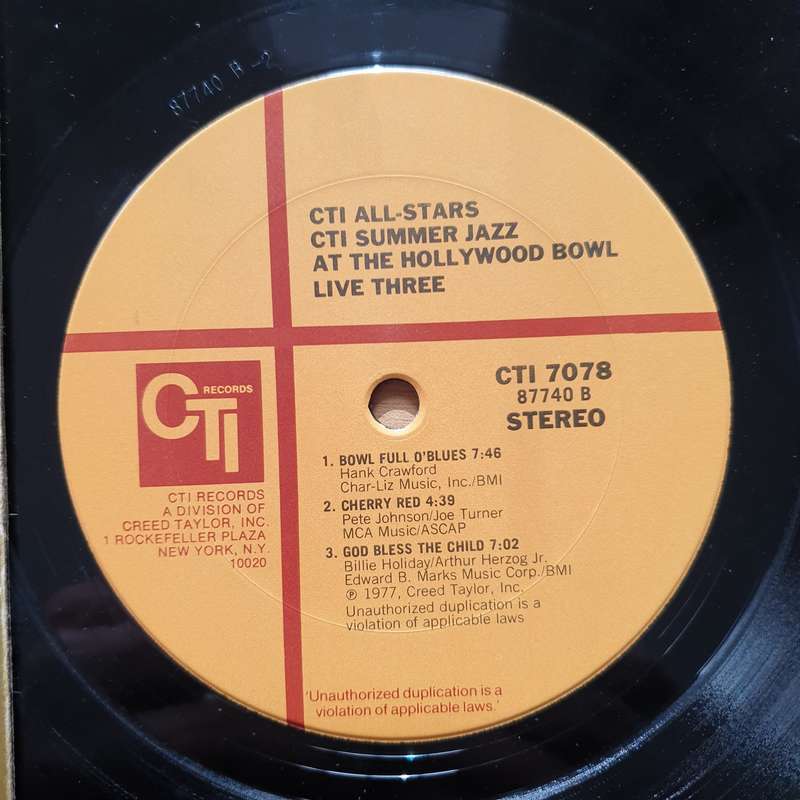 87740 B -2
CTI ALL-STARS
CTI SUMMER JAZZ
AT THE HOLLYWOOD BOWL
LIVE THREE
CTI RECORDS
CTI RECORDS
A DIVISION OF
CREED TAYLOR, INC.
1 ROCKEFELLER PLAZA
NEW YORK, N.Y.
10020
CTI 7078
87740 B
STEREO
1. BOWL FULL O'BLUES 7:46
Hank Crawford
Char-Liz Music, Inc./BMI
2. CHERRY RED 4:39
Pete Johnson/Joe Turner
MCA Music/ASCAP
3. GOD BLESS THE CHILD 7:02
Billie Holiday/Arthur Herzog Jr.
Edward B. Marks Music Corp./BMI
℗ 1977, Creed Taylor, Inc.
Unauthorized duplication is a
violation of applicable laws
'Unauthorized duplication is a
violation of applicable laws.'